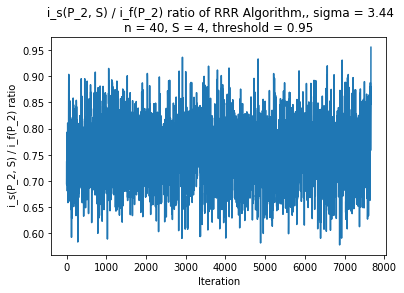 i_s(P_2, S) / i_f(P_2) ratio of RRR Algorithm,, sigma = 3.44
n = 40, S = 4, threshold = 0.95
i_s(P_2, S) / i_f(P_2) ratio
0.95
0.90
0.85
0.80
0.75
0.70
0.65
0.60
0 1000 2000 3000 4000 5000 6000 7000 8000
Iteration